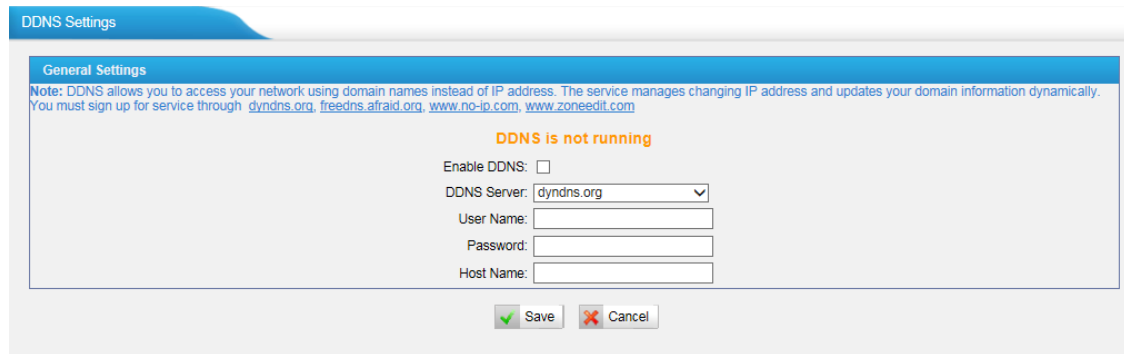 DDNS Settings
General Settings
Note: DDNS allows you to access your network using domain names instead of IP address. The service manages changing IP address and updates your domain information dynamically.
You must sign up for service through dyndns.org, freedns.afraid.org, www.no-ip.com, www.zoneedit.com
DDNS is not running
Enable DDNS:
DDNS Server: dyndns.org
User Name:
Password:
Host Name:
Save Cancel